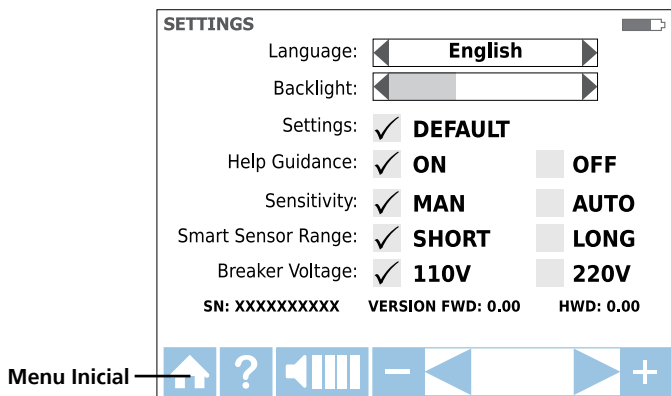 SETTINGS
Language: English
Backlight:
Settings: ✓ DEFAULT
Help Guidance: ✓ ON OFF
Sensitivity: ✓ MAN AUTO
Smart Sensor Range: ✓ SHORT LONG
Breaker Voltage: ✓ 110V 220V
SN: XXXXXXXXXX VERSION FWD: 0.00 HWD: 0.00
Menu Inicial ? − +